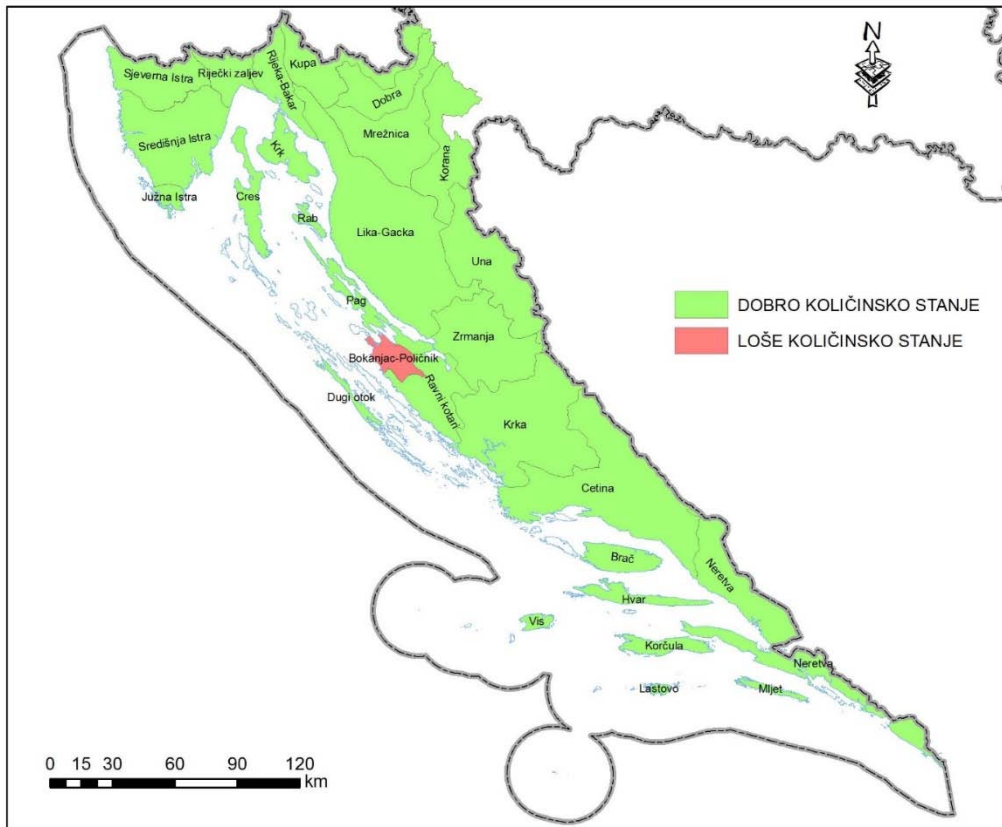 N
Sjeverna Istra
Riječki zaljev
Rijeka-Bakar
Kupa
Dobra
Mrežnica
Korana
Središnja Istra
Krk
Južna Istra
Cres
Rab
Lika-Gacka
Una
Pag
Zrmanja
DOBRO KOLIČINSKO STANJE
LOŠE KOLIČINSKO STANJE
Bokanjac-Poličnik
Dugi otok
Ravni kotari
Krka
Cetina
Brač
Neretva
Hvar
Vis
Korčula
Neretva
Lastovo
Mljet
0 15 30 60 90 120
km